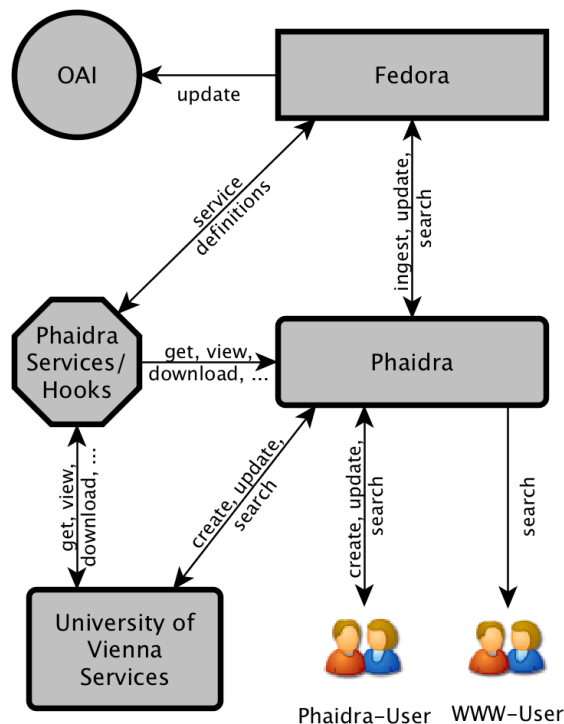 OAI
Fedora
update
service
definitions
ingest, update,
search
Phaidra
Services/
Hooks
get, view,
download, ...
Phaidra
get, view,
download, ...
create, update,
search
create, update,
search
search
University of
Vienna
Services
Phaidra-User
WWW-User